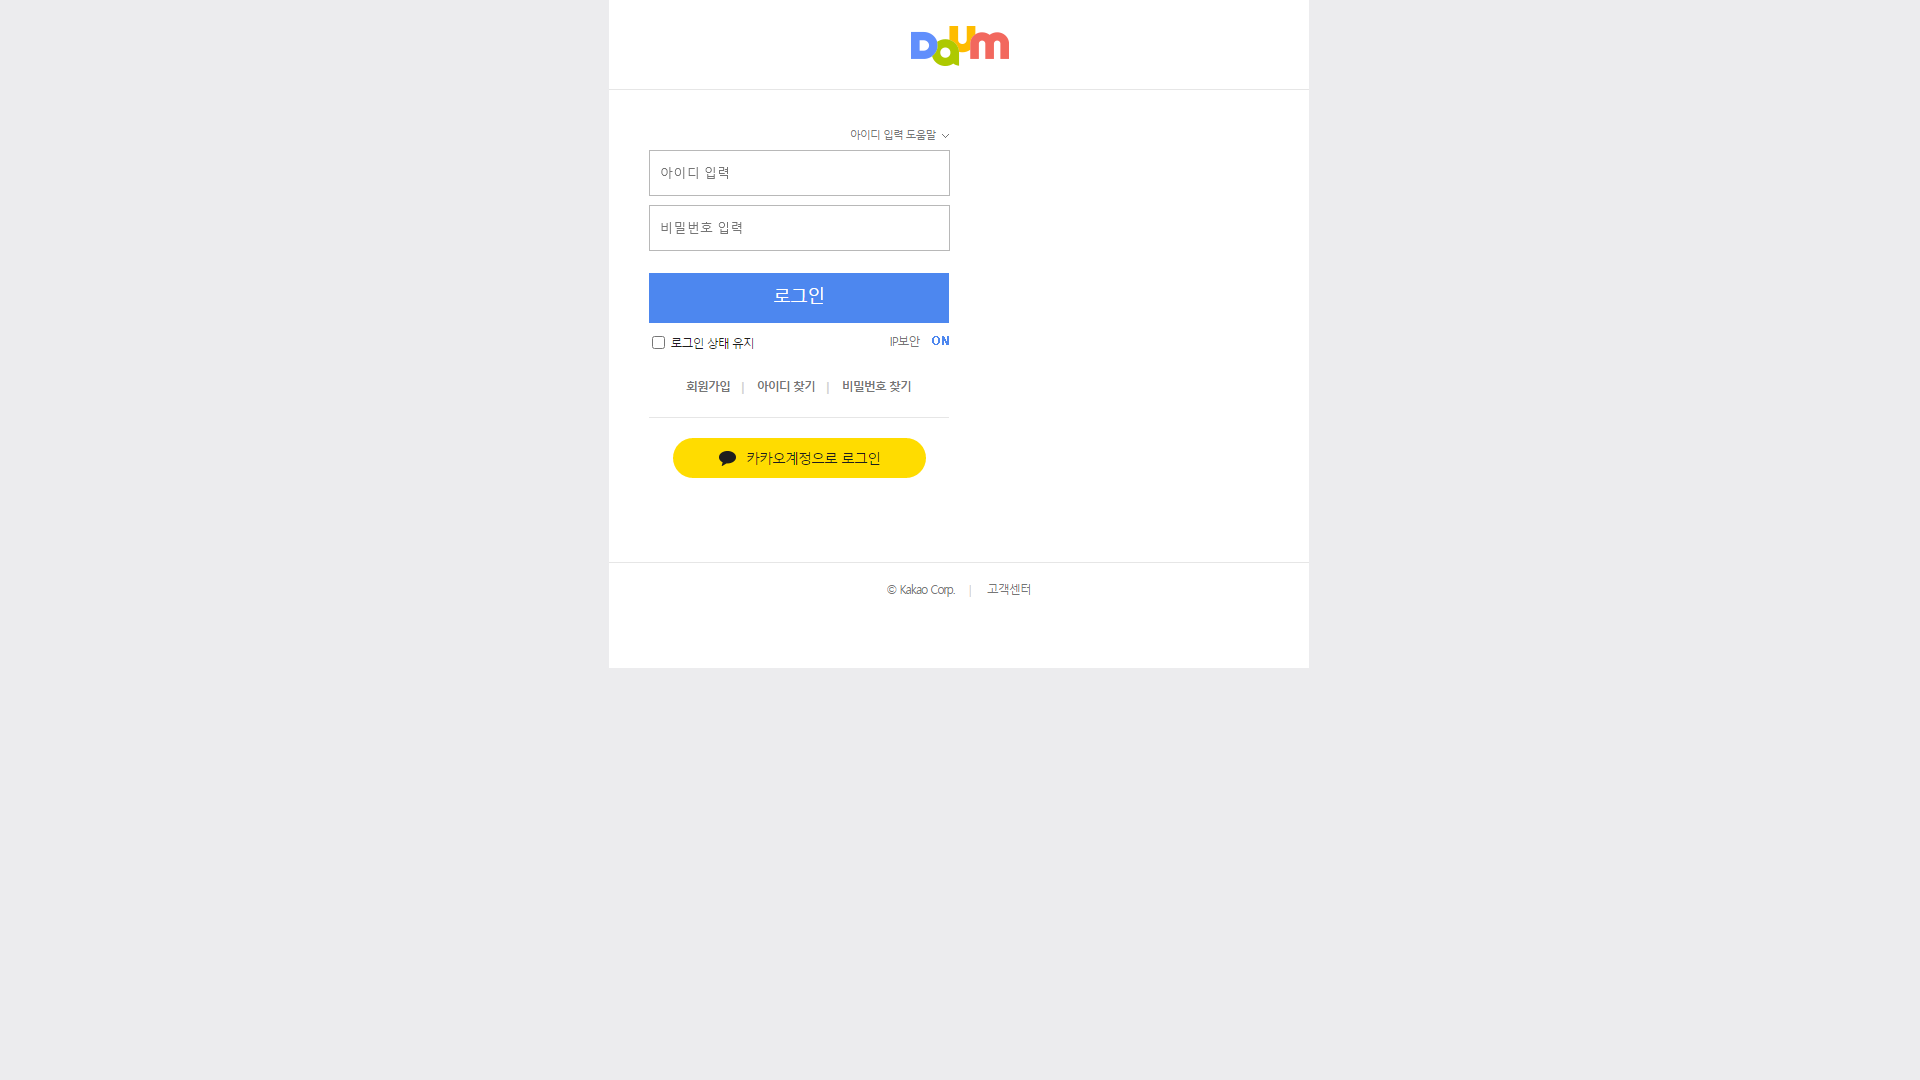 Daum
아이디 입력 도움말
아이디 입력
비밀번호 입력
로그인
로그인 상태 유지 IP보안 ON
회원가입 | 아이디 찾기 | 비밀번호 찾기
카카오계정으로 로그인
© Kakao Corp. | 고객센터